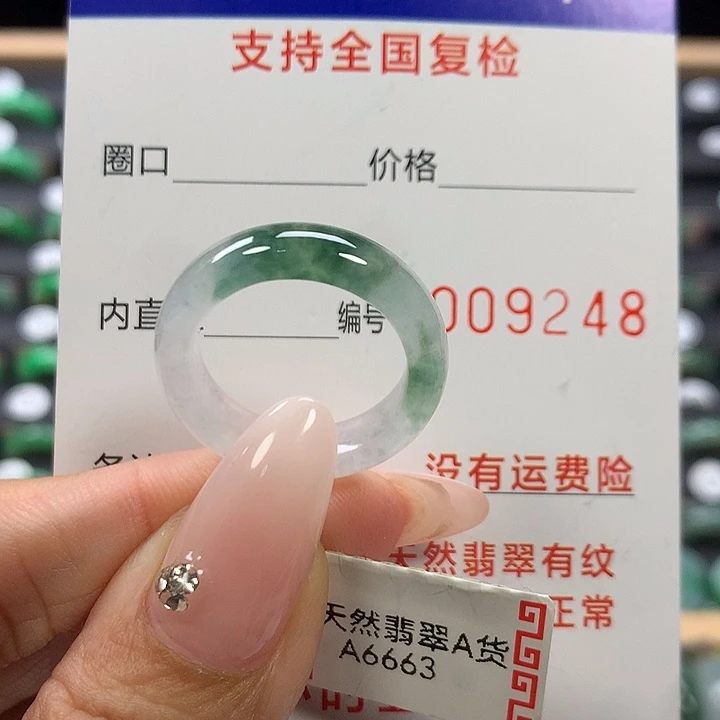 支持全国复检
圈口 价格
内直 编号 009248
没有运费险
天然翡翠有纹
正常
天然翡翠A货
A6663